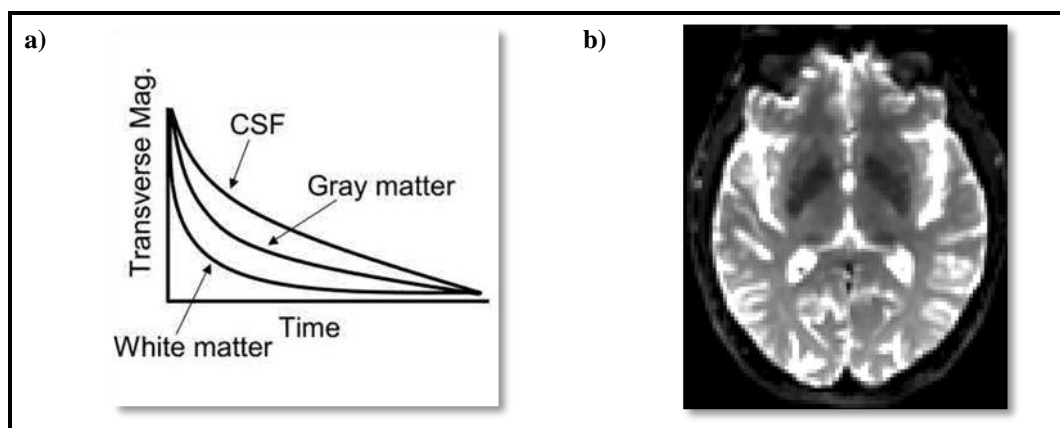 a)
b)
Transverse Mag.
CSF
Gray matter
Time
White matter